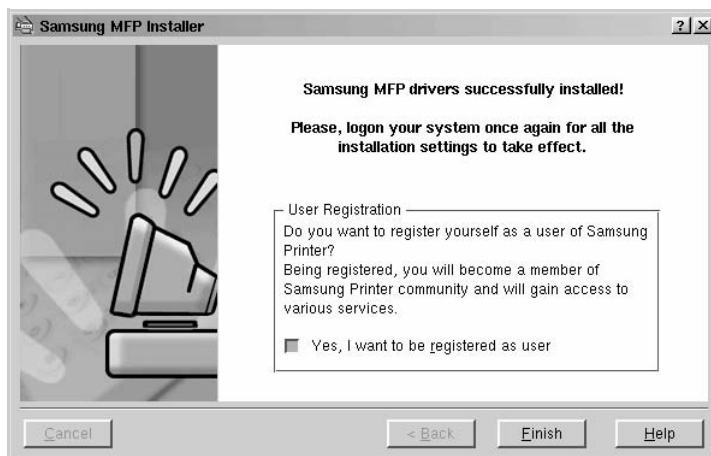 Samsung MFP Installer
Samsung MFP drivers successfully installed!
Please, logon your system once again for all the
installation settings to take effect.
User Registration
Do you want to register yourself as a user of Samsung
Printer?
Being registered, you will become a member of
Samsung Printer community and will gain access to
various services.
Yes, I want to be registered as user
Cancel
< Back
Finish
Help